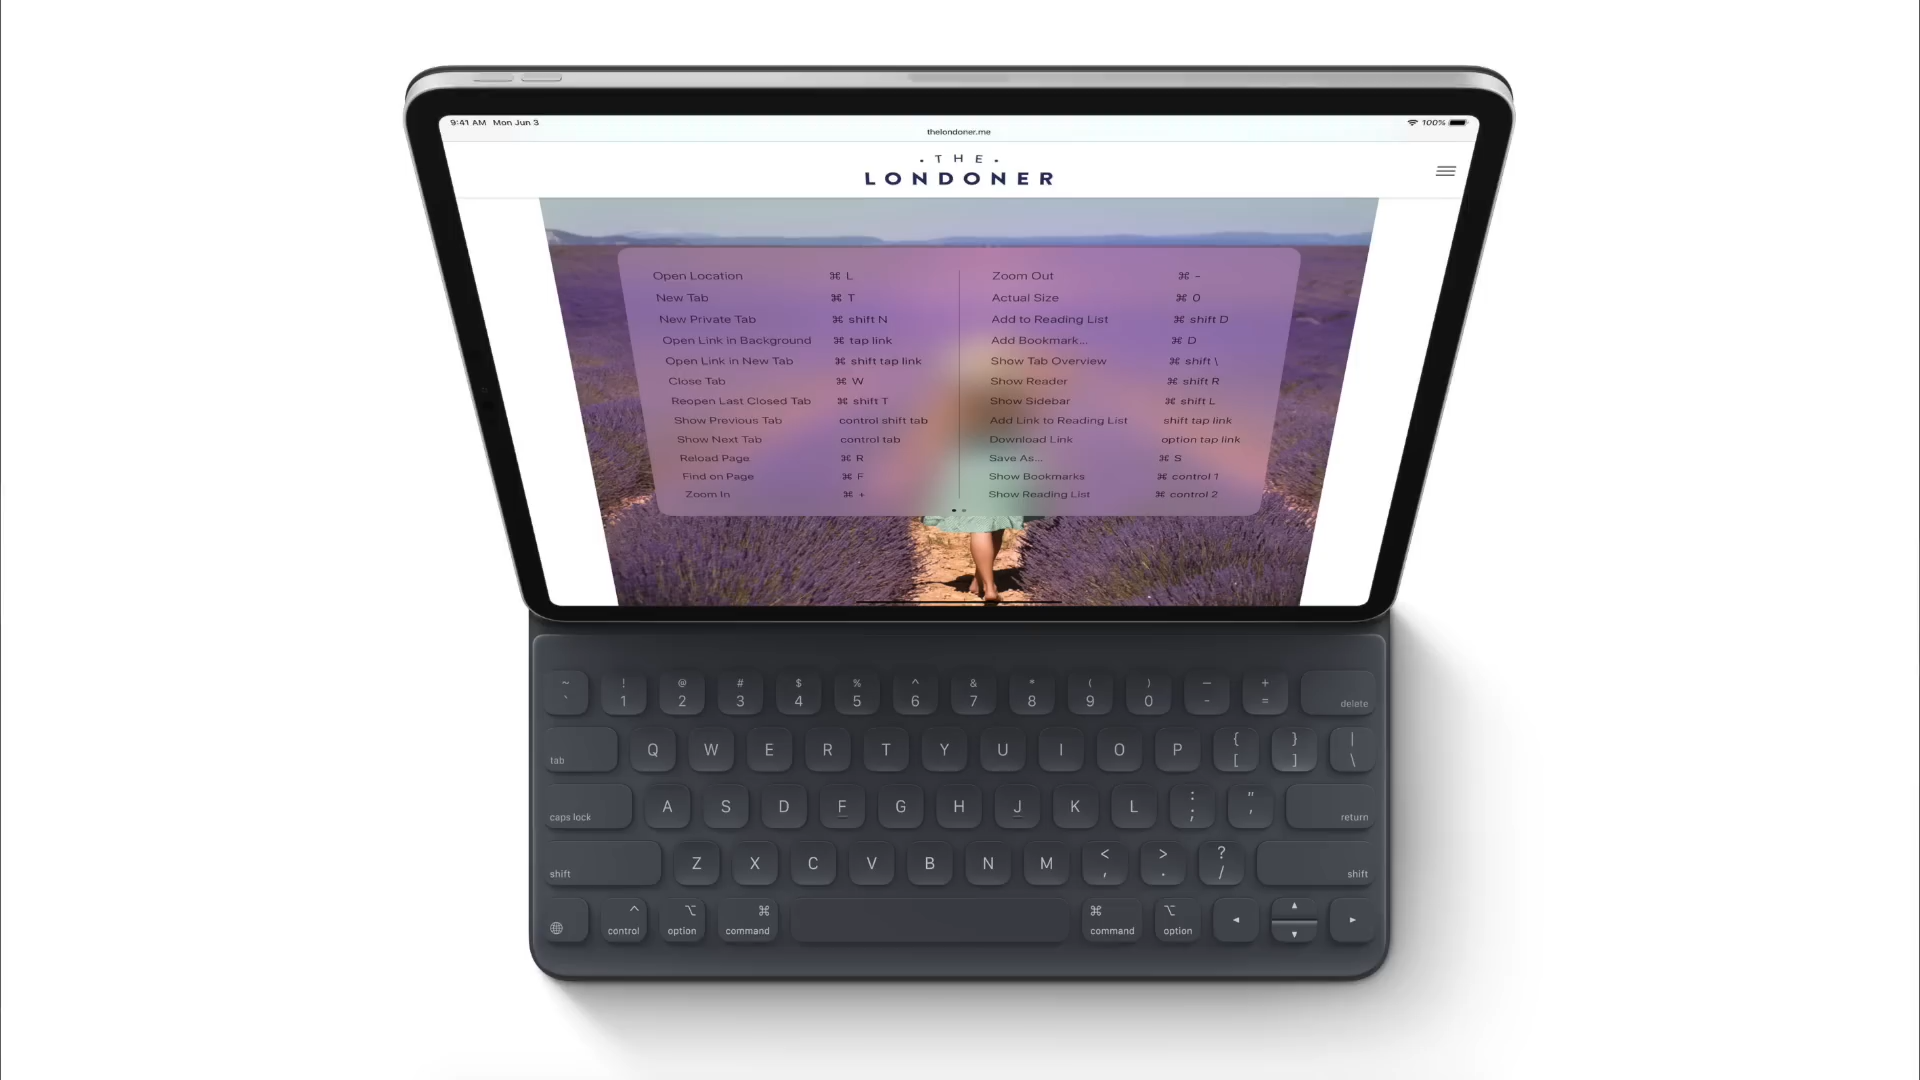 9:41 AM Mon Jun 3
100%
thelondoner.me
· THE ·
LONDONER
Open Location ⌘ L
New Tab ⌘ T
New Private Tab ⌘ shift N
Open Link in Background ⌘ tap link
Open Link in New Tab ⌘ shift tap link
Close Tab ⌘ W
Reopen Last Closed Tab ⌘ shift T
Show Previous Tab control shift tab
Show Next Tab control tab
Reload Page ⌘ R
Find on Page ⌘ F
Zoom In ⌘ +
Zoom Out ⌘ -
Actual Size ⌘ 0
Add to Reading List ⌘ shift D
Add Bookmark... ⌘ D
Show Tab Overview ⌘ shift \
Show Reader ⌘ shift R
Show Sidebar ⌘ shift L
Add Link to Reading List shift tap link
Download Link option tap link
Save As... ⌘ S
Show Bookmarks ⌘ control 1
Show Reading List ⌘ control 2
~ ! @ # $ % ^ & * ( ) — +
` 1 2 3 4 5 6 7 8 9 0 - = delete
{ } |
tab Q W E R T Y U I O P [ ] \
: "
caps lock A S D F G H J K L ; ' return
< > ?
shift Z X C V B N M , . / shift
^ ⌥ ⌘ ⌘ ⌥ ▲
control option command command option ◀ ▼ ▶